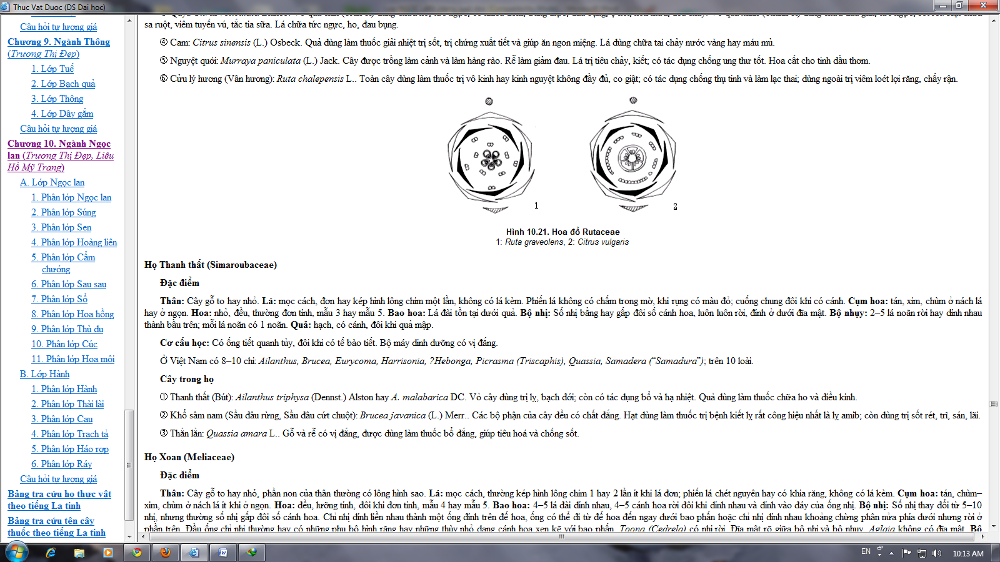 Thuc Vat Duoc (DS Dai hoc)
Câu hỏi tự lượng giá
Chương 9. Ngành Thông
(Trương Thị Đẹp)
1. Lớp Tuế
2. Lớp Bạch quả
3. Lớp Thông
4. Lớp Dây gắm
Câu hỏi tự lượng giá
Chương 10. Ngành Ngọc
lan (Trương Thị Đẹp, Liêu
Hồ Mỹ Trang)
A. Lớp Ngọc lan
1. Phân lớp Ngọc lan
2. Phân lớp Súng
3. Phân lớp Sen
4. Phân lớp Hoàng liên
5. Phân lớp Cẩm
chướng
6. Phân lớp Sau sau
7. Phân lớp Sổ
8. Phân lớp Hoa hồng
9. Phân lớp Thù du
10. Phân lớp Cúc
11. Phân lớp Hoa môi
B. Lớp Hành
1. Phân lớp Hành
2. Phân lớp Thài lài
3. Phân lớp Cau
4. Phân lớp Trạch tả
5. Phân lớp Háo rợp
6. Phân lớp Ráy
Câu hỏi tự lượng giá
Bảng tra cứu họ thực vật
theo tiếng La tinh
Bảng tra cứu tên cây
thuốc theo tiếng La tinh
sa ruột, viêm tuyến vú, tắc tia sữa. Lá chữa tức ngực, ho, đau bụng.
④ Cam: Citrus sinensis (L.) Osbeck. Quả dùng làm thuốc giải nhiệt trị sốt, trị chứng xuất tiết và giúp ăn ngon miệng. Lá dùng chữa tai chảy nước vàng hay máu mủ.
⑤ Nguyệt quới: Murraya paniculata (L.) Jack. Cây được trồng làm cảnh và làm hàng rào. Rễ làm giảm đau. Lá trị tiêu chảy, kiết; có tác dụng chống ung thư tốt. Hoa cất cho tinh dầu thơm.
⑥ Cửu lý hương (Vân hương): Ruta chalepensis L.. Toàn cây dùng làm thuốc trị vô kinh hay kinh nguyệt không đầy đủ, co giật; có tác dụng chống thụ tinh và làm lạc thai; dùng ngoài trị viêm loét lợi răng, chấy rận.
1
2
Hình 10.21. Hoa đồ Rutaceae
1: Ruta graveolens, 2: Citrus vulgaris
Họ Thanh thất (Simaroubaceae)
Đặc điểm
Thân: Cây gỗ to hay nhỏ. Lá: mọc cách, đơn hay kép hình lông chim một lần, không có lá kèm. Phiến lá không có chấm trong mờ, khi rụng có màu đỏ; cuống chung đôi khi có cánh. Cụm hoa: tán, xim, chùm ở nách lá
hay ở ngọn. Hoa: nhỏ, đều, thường đơn tính, mẫu 3 hay mẫu 5. Bao hoa: Lá đài tồn tại dưới quả. Bộ nhị: Số nhị bằng hay gấp đôi số cánh hoa, luôn luôn rời, đính ở dưới đĩa mật. Bộ nhụy: 2–5 lá noãn rời hay dính nhau
thành bầu trên; mỗi lá noãn có 1 noãn. Quả: hạch, có cánh, đôi khi quả mập.
Cơ cấu học: Có ống tiết quanh tủy, đôi khi có tế bào tiết. Bộ máy dinh dưỡng có vị đắng.
Ở Việt Nam có 8–10 chi: Ailanthus, Brucea, Eurycoma, Harrisonia, ?Hebonga, Picrasma (Triscaphis), Quassia, Samadera (“Samadura”); trên 10 loài.
Cây trong họ
① Thanh thất (Bút): Ailanthus triphysa (Dennst.) Alston hay A. malabarica DC. Vỏ cây dùng trị lỵ, bạch đới; còn có tác dụng bổ và hạ nhiệt. Quả dùng làm thuốc chữa ho và điều kinh.
② Khổ sâm nam (Sầu đâu rừng, Sầu đâu cứt chuột): Brucea javanica (L.) Merr.. Các bộ phận của cây đều có chất đắng. Hạt dùng làm thuốc trị bệnh kiết lỵ rất công hiệu nhất là lỵ amib; còn dùng trị sốt rét, trĩ, sán, lãi.
③ Thằn lằn: Quassia amara L.. Gỗ và rễ có vị đắng, được dùng làm thuốc bổ đắng, giúp tiêu hoá và chống sốt.
Họ Xoan (Meliaceae)
Đặc điểm
Thân: Cây gỗ to hay nhỏ, phần non của thân thường có lông hình sao. Lá: mọc cách, thường kép hình lông chim 1 hay 2 lần ít khi lá đơn; phiến lá chét nguyên hay có khía răng, không có lá kèm. Cụm hoa: tán, chùm–
xim, chùm ở nách lá ít khi ở ngọn. Hoa: đều, lưỡng tính, đôi khi đơn tính, mẫu 4 hay mẫu 5. Bao hoa: 4–5 lá đài dính nhau, 4–5 cánh hoa rời đôi khi dính nhau và dính vào đáy của ống nhị. Bộ nhị: Số nhị thay đổi từ 5–10
nhị, nhưng thường số nhị gấp đôi số cánh hoa. Chỉ nhị dính liền nhau thành một ống đính trên đế hoa, ống có thể đi từ đế hoa đến ngay dưới bao phấn hoặc chỉ nhị dính nhau khoảng chừng phân nửa phía dưới nhưng rời ở
phần trên. Đầu ống chỉ nhị thường hay có những phụ bộ hình răng hay những thùy nhỏ dạng cánh hoa xen kẽ với bao phấn. Toona (Cedrela) có nhị rời. Đĩa mật rõ giữa bộ nhị và bộ nhụy, Aglaia không có đĩa mật. Bộ
EN
10:13 AM